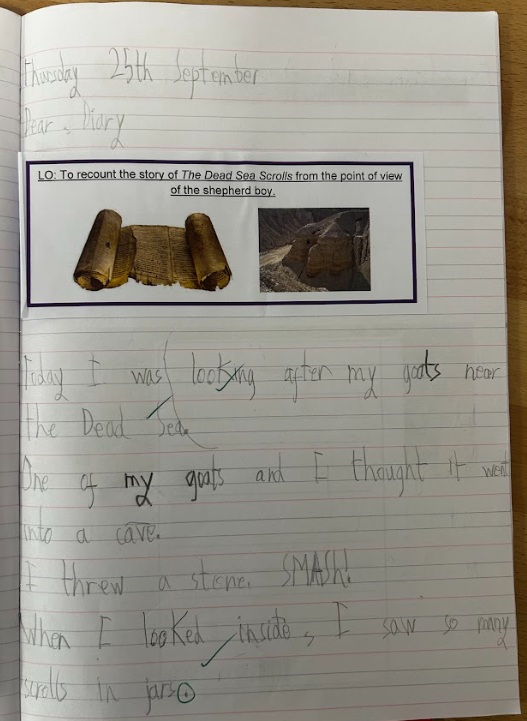 Thursday 25th September
Dear, Diary
LO: To recount the story of The Dead Sea Scrolls from the point of view
of the shepherd boy.
Today I was looking after my goats near
the Dead Sea.
One of my goats and I thought it went
into a cave.
I threw a stone. SMASH!
When I looked inside, I saw so many
scrolls in jars.